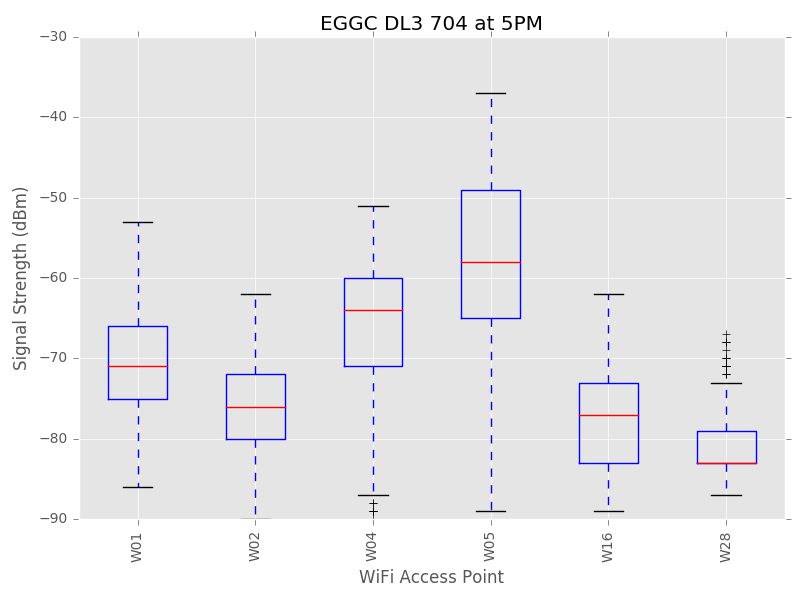 EGGC DL3 704 at 5PM
−30
−40
−50
−60
−70
−80
−90
Signal Strength (dBm)
W01
W02
W04
W05
W16
W28
WiFi Access Point